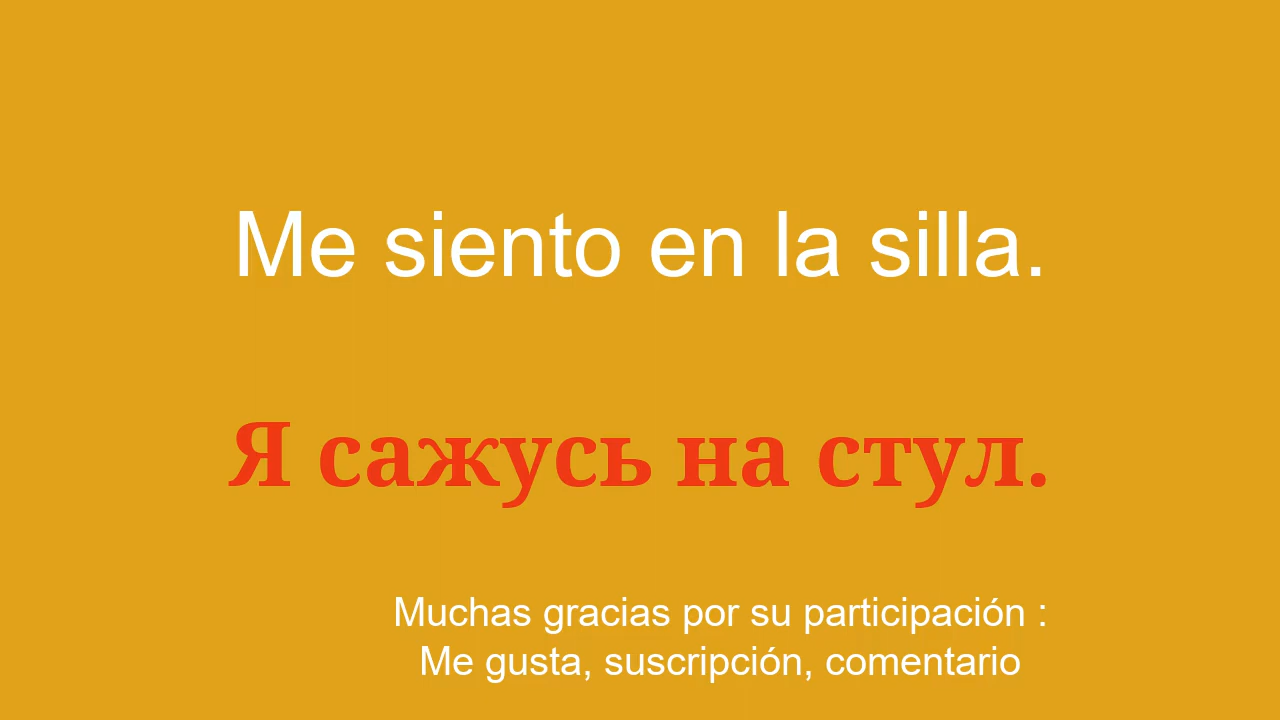 Me siento en la silla.
Я сажусь на стул.
Muchas gracias por su participación :
Me gusta, suscripción, comentario